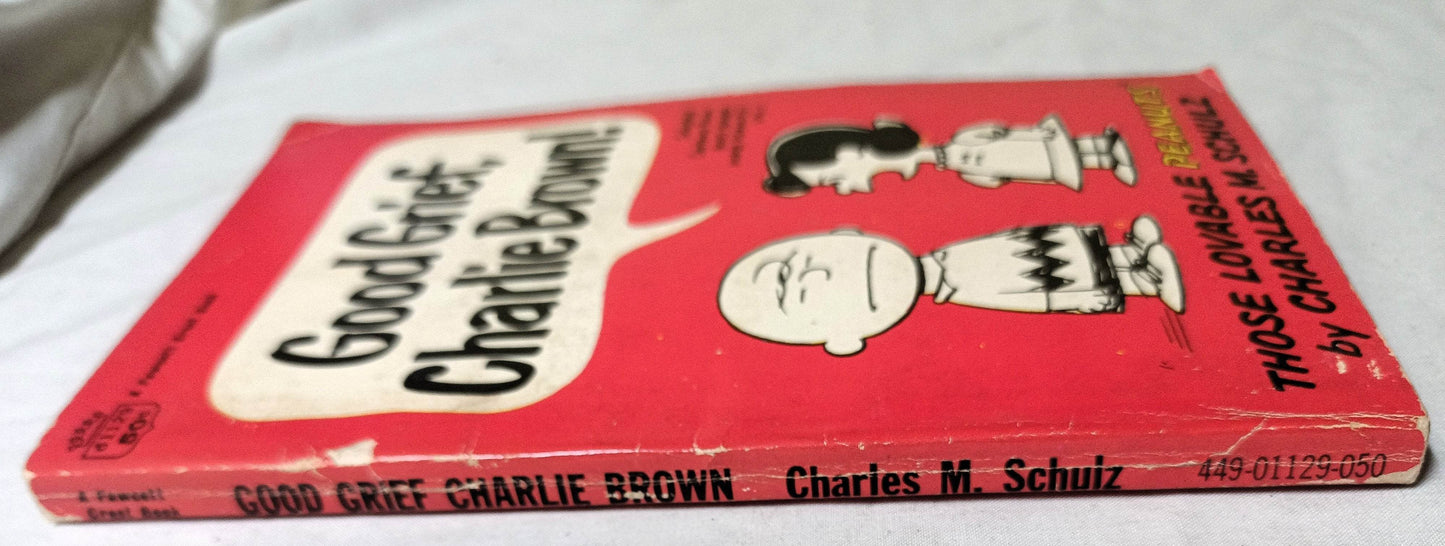 Good Grief,
Charlie Brown!
THOSE LOVABLE PEANUTS
by CHARLES M. SCHULZ
A Fawcett
Crest Book
GOOD GRIEF CHARLIE BROWN Charles M. Schulz 449-01129-050